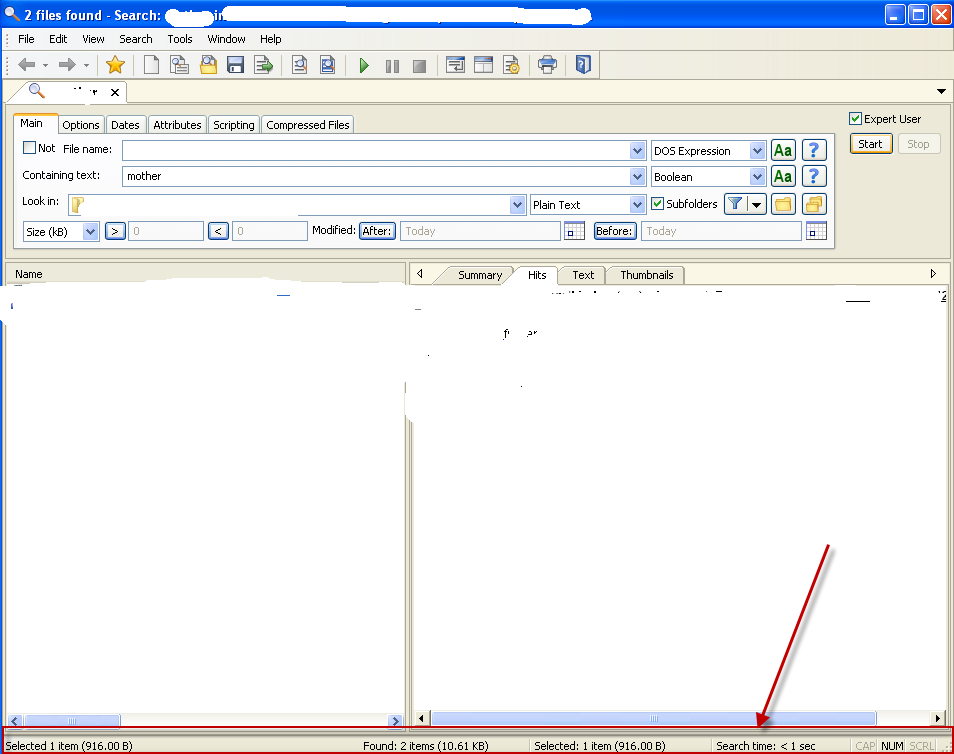 2 files found - Search:
File Edit View Search Tools Window Help
Main Options Dates Attributes Scripting Compressed Files
Expert User
Not File name: DOS Expression Aa ?
Start Stop
Containing text: mother Boolean Aa ?
Look in: Plain Text Subfolders
Size (kB) > 0 < 0 Modified: After: Today Before: Today
Name
Summary Hits Text Thumbnails
Selected 1 item (916.00 B) Found: 2 items (10.61 KB) Selected: 1 item (916.00 B) Search time: < 1 sec CAP NUM SCRL